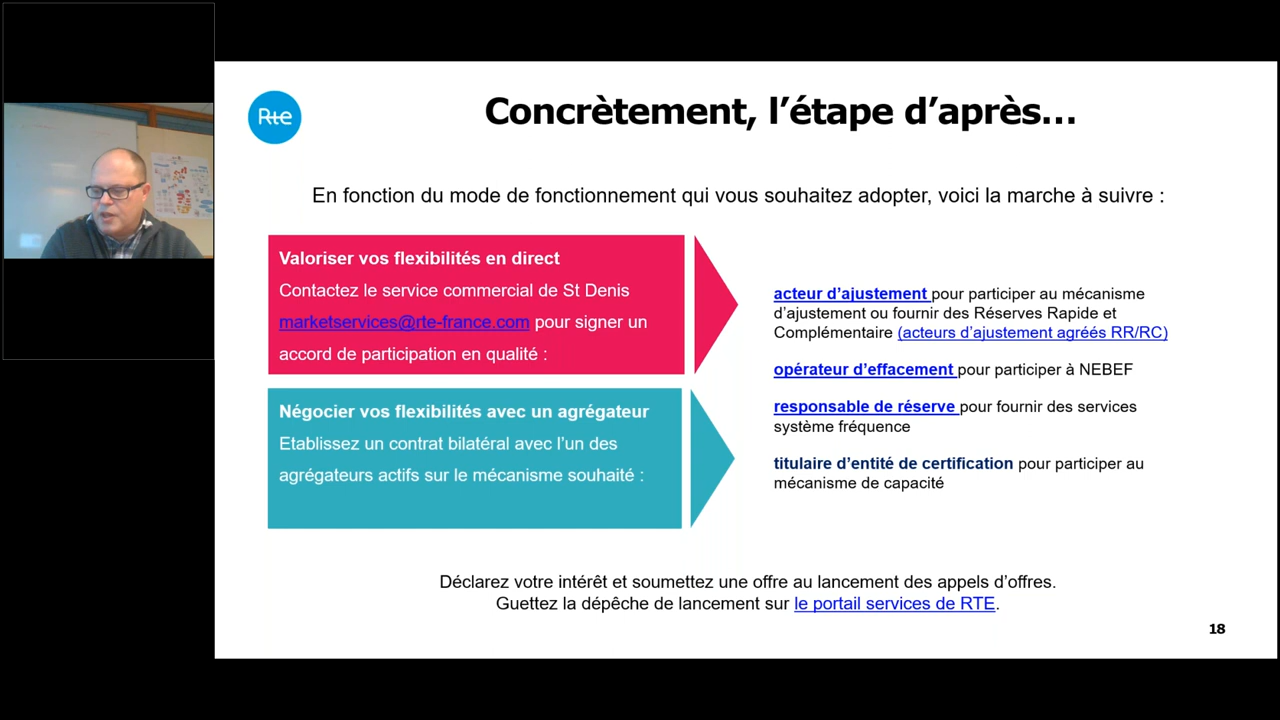 Rte
Concrètement, l’étape d’après…
En fonction du mode de fonctionnement qui vous souhaitez adopter, voici la marche à suivre :
Valoriser vos flexibilités en direct
Contactez le service commercial de St Denis
marketservices@rte-france.com pour signer un
accord de participation en qualité :
Négocier vos flexibilités avec un agrégateur
Etablissez un contrat bilatéral avec l’un des
agrégateurs actifs sur le mécanisme souhaité :
acteur d’ajustement pour participer au mécanisme
d’ajustement ou fournir des Réserves Rapide et
Complémentaire (acteurs d’ajustement agréés RR/RC)
opérateur d’effacement pour participer à NEBEF
responsable de réserve pour fournir des services
système fréquence
titulaire d’entité de certification pour participer au
mécanisme de capacité
Déclarez votre intérêt et soumettez une offre au lancement des appels d’offres.
Guettez la dépêche de lancement sur le portail services de RTE.
18